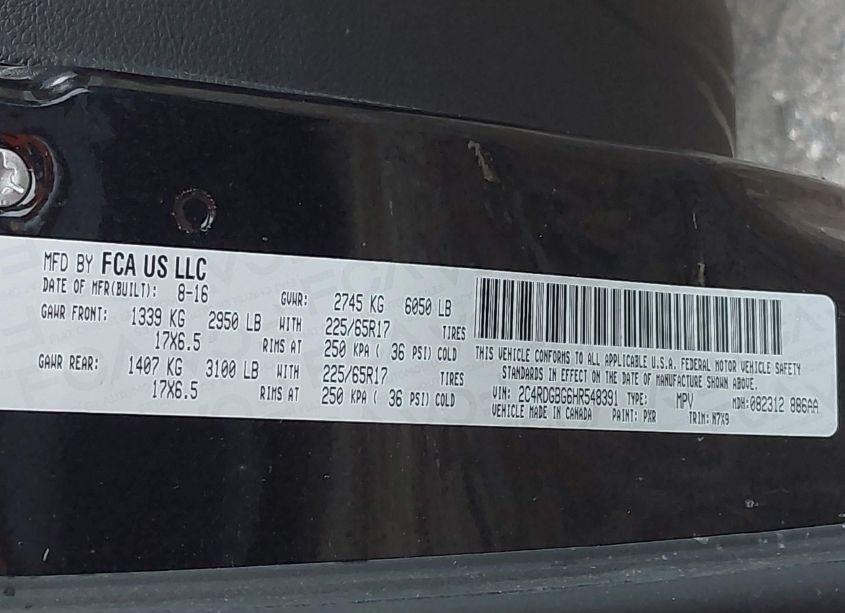 MFD BY FCA US LLC
DATE OF MFR(BUILT): 8-16 GVWR: 2745 KG 6050 LB
GAWR FRONT: 1339 KG 2950 LB WITH 225/65R17 TIRES
17X6.5 RIMS AT 250 KPA ( 36 PSI) COLD
GAWR REAR: 1407 KG 3100 LB WITH 225/65R17 TIRES
17X6.5 RIMS AT 250 KPA ( 36 PSI) COLD
THIS VEHICLE CONFORMS TO ALL APPLICABLE U.S.A. FEDERAL MOTOR VEHICLE SAFETY
STANDARDS IN EFFECT ON THE DATE OF MANUFACTURE SHOWN ABOVE.
VIN: 2C4RDGBG6HR548391 TYPE: MPV MDH:082312 886AA
VEHICLE MADE IN CANADA PAINT: PXR TRIM: N7X9